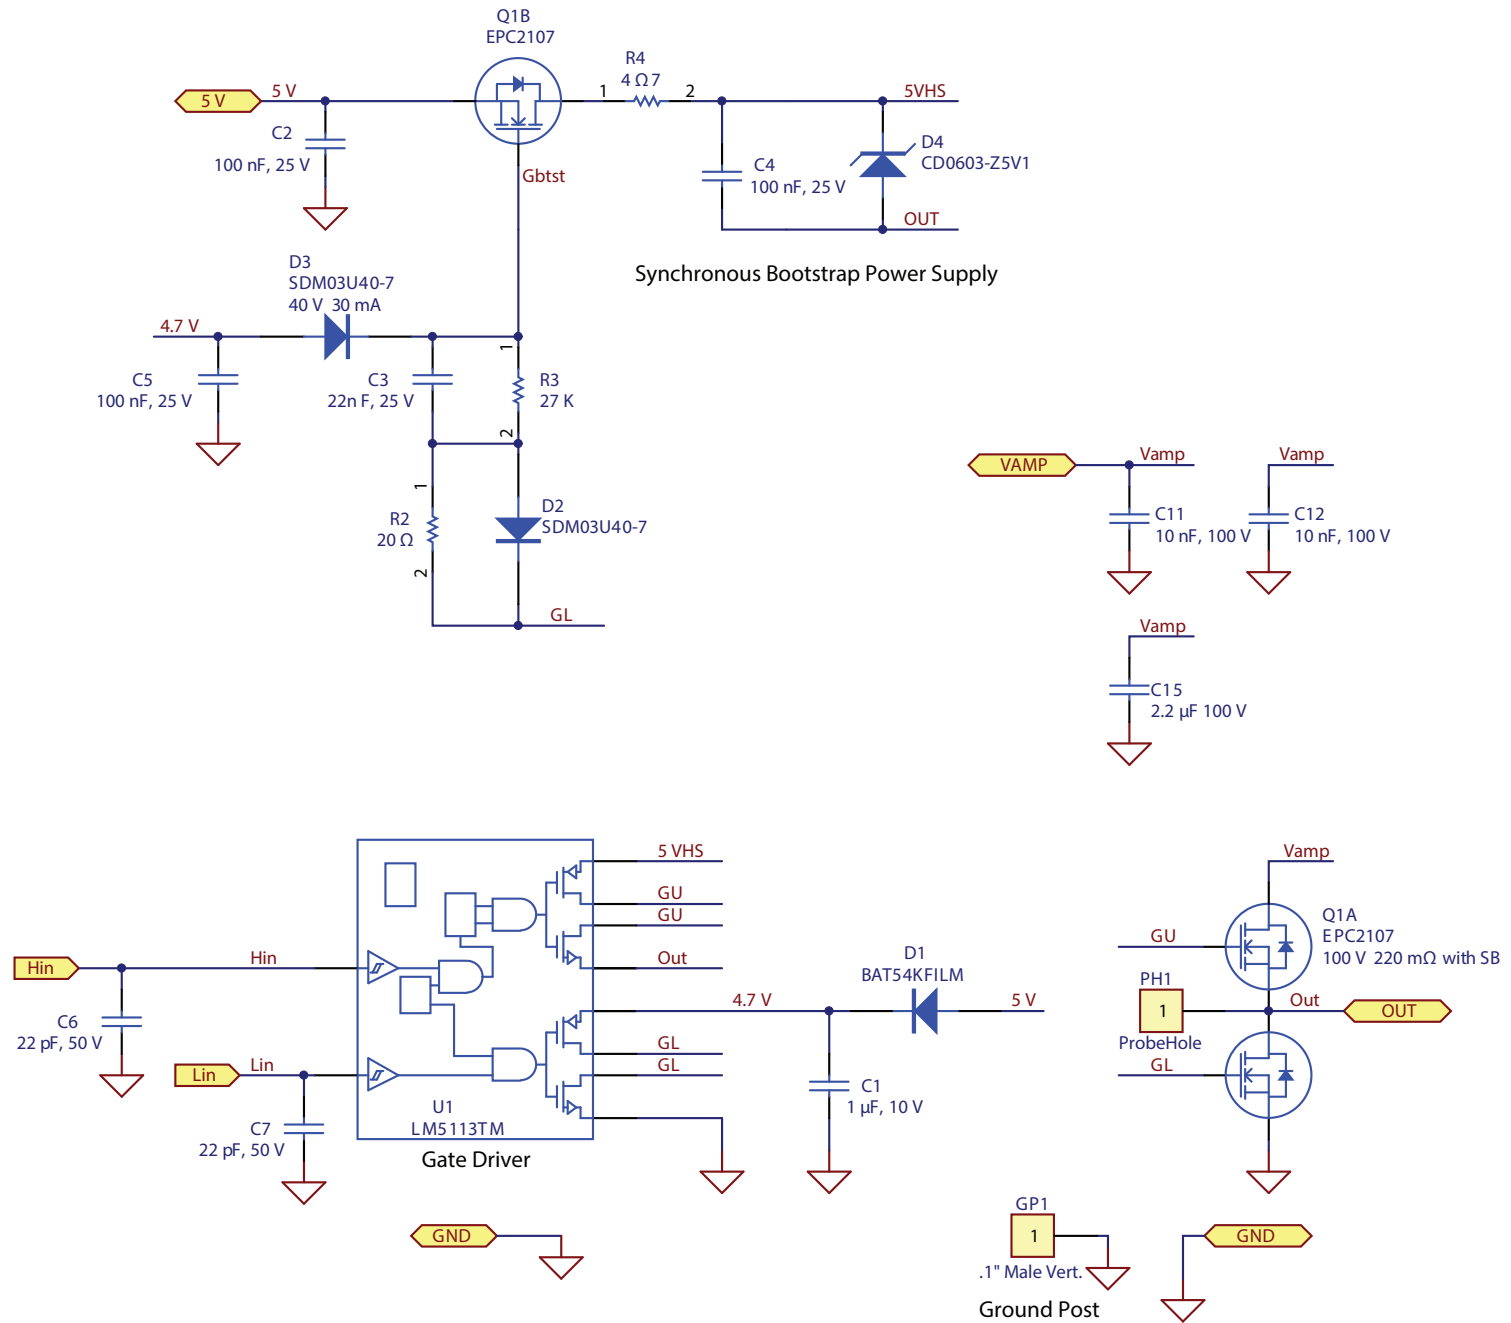 Q1B
EPC2107
R4
4 Ω 7
5 V
5 V
1
2
5VHS
C2
100 nF, 25 V
C4
100 nF, 25 V
D4
CD0603-Z5V1
Gbtst
OUT
Synchronous Bootstrap Power Supply
D3
SDM03U40-7
40 V 30 mA
4.7 V
C5
100 nF, 25 V
C3
22n F, 25 V
1
R3
27 K
2
1
R2
20 Ω
2
D2
SDM03U40-7
GL
VAMP
Vamp
C11
10 nF, 100 V
Vamp
C12
10 nF, 100 V
Vamp
C15
2.2 µF 100 V
5 VHS
GU
GU
Out
4.7 V
GL
GL
Hin
Hin
C6
22 pF, 50 V
Lin
Lin
C7
22 pF, 50 V
U1
LM5113TM
Gate Driver
D1
BAT54KFILM
5 V
C1
1 µF, 10 V
Vamp
GU
Q1A
EPC2107
100 V 220 mΩ with SB
PH1
1
ProbeHole
Out
OUT
GL
GND
GP1
1
.1" Male Vert.
Ground Post
GND